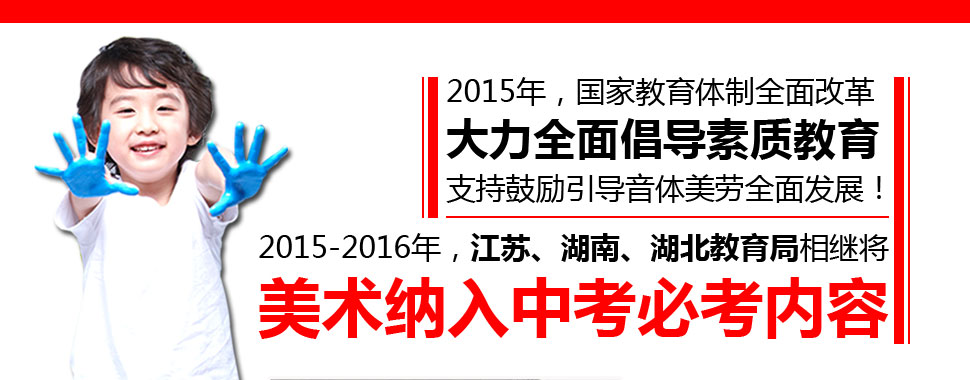 2015年，国家教育体制全面改革
大力全面倡导素质教育
支持鼓励引导音体美劳全面发展！
2015-2016年，江苏、湖南、湖北教育局相继将
美术纳入中考必考内容